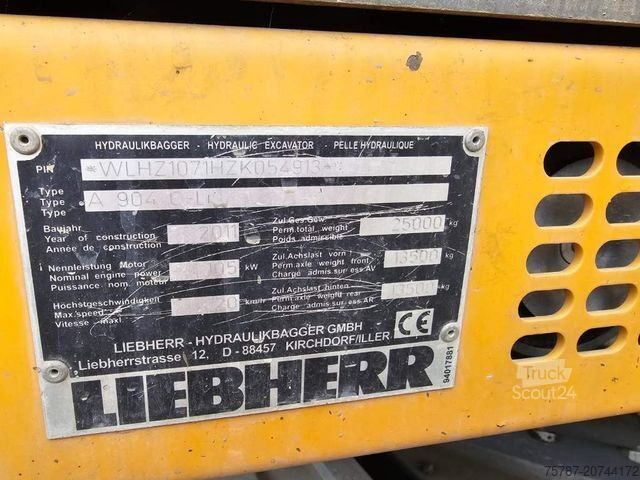 HYDRAULIKBAGGER - HYDRAULIC EXCAVATOR - PELLE HYDRAULIQUE
PIN *WLHZ1071HZK054913*
Type
Type A 904
Type
Baujahr
Year of construction 2011
Année de construction
Nennleistung Motor
Nominal engine power kW
Puissance nom. moteur
Höchstgeschwindigkeit
Max.speed 20 km/h
Vitesse maxi.
Zul.Ges.Gew.
Perm.total weight 25000 kg
Poids admissible
Zul.Achslast vorn
Perm.axle weight front 13500 kg
Charge admis.sur ess.AV
Zul.Achslast hinten
Perm.axle weight rear 13500 kg
Charge admis.sur ess.AR
LIEBHERR - HYDRAULIKBAGGER GMBH
Liebherrstrasse 12, D - 88457 KIRCHDORF/ILLER
CE
LIEBHERR
94017881
Truck
Scout24
75787-20744172